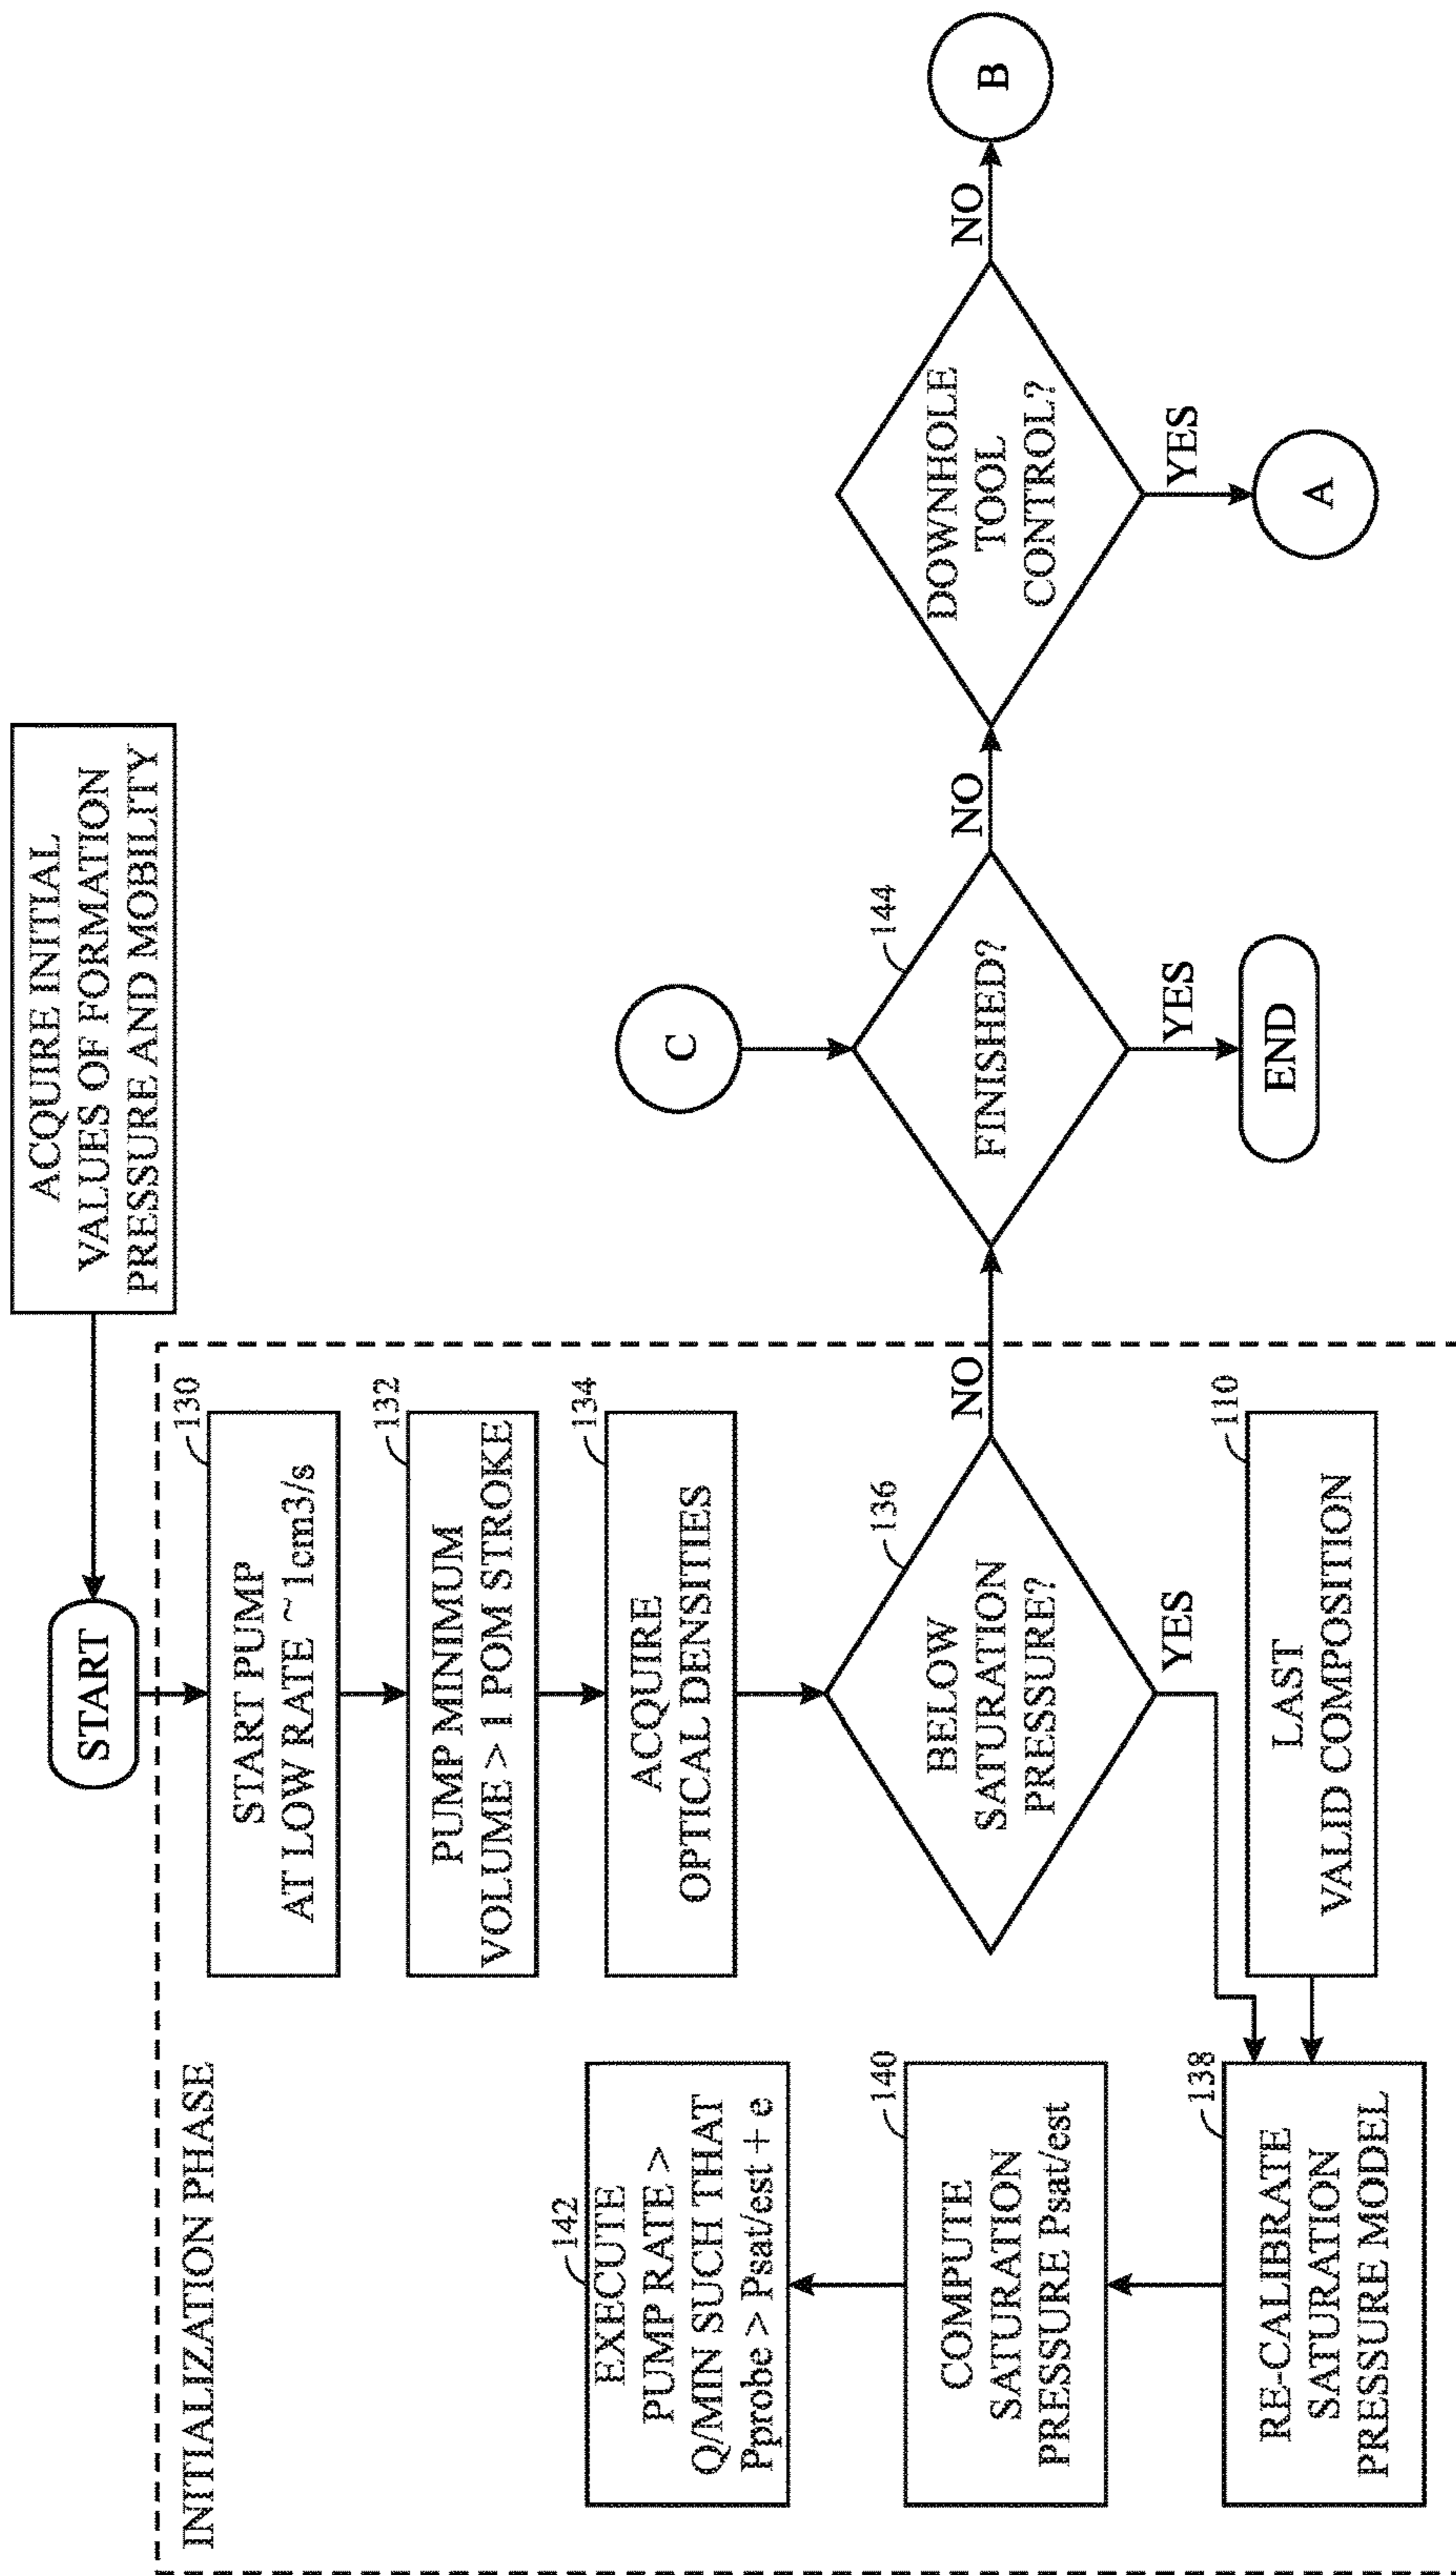 ACQUIRE INITIAL
VALUES OF FORMATION
PRESSURE AND MOBILITY
START
INITIALIZATION PHASE
130
START PUMP
AT LOW RATE ~ 1cm3/s
132
PUMP MINIMUM
VOLUME > 1 POM STROKE
134
ACQUIRE
OPTICAL DENSITIES
136
BELOW
SATURATION
PRESSURE?
NO
YES
110
LAST
VALID COMPOSITION
138
RE-CALIBRATE
SATURATION
PRESSURE MODEL
140
COMPUTE
SATURATION
PRESSURE Psat/est
142
EXECUTE
PUMP RATE >
Q/MIN SUCH THAT
Pprobe > Psat/est + e
C
144
FINISHED?
YES
END
NO
DOWNHOLE
TOOL
CONTROL?
YES
A
NO
B